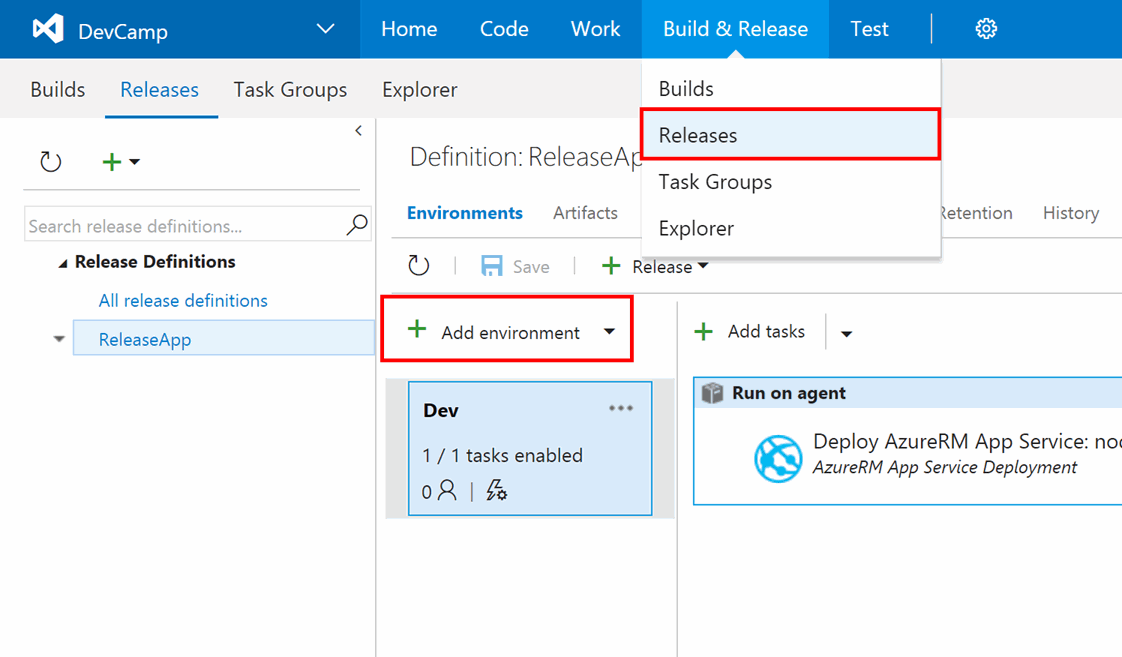 DevCamp
Home
Code
Work
Build & Release
Test
Builds
Releases
Task Groups
Explorer
Builds
Releases
Task Groups
Explorer
Search release definitions...
Release Definitions
All release definitions
ReleaseApp
Definition: ReleaseAp
Environments
Artifacts
Retention
History
Save
Release
Add environment
Add tasks
Dev
1 / 1 tasks enabled
0
Run on agent
Deploy AzureRM App Service:
AzureRM App Service Deployment